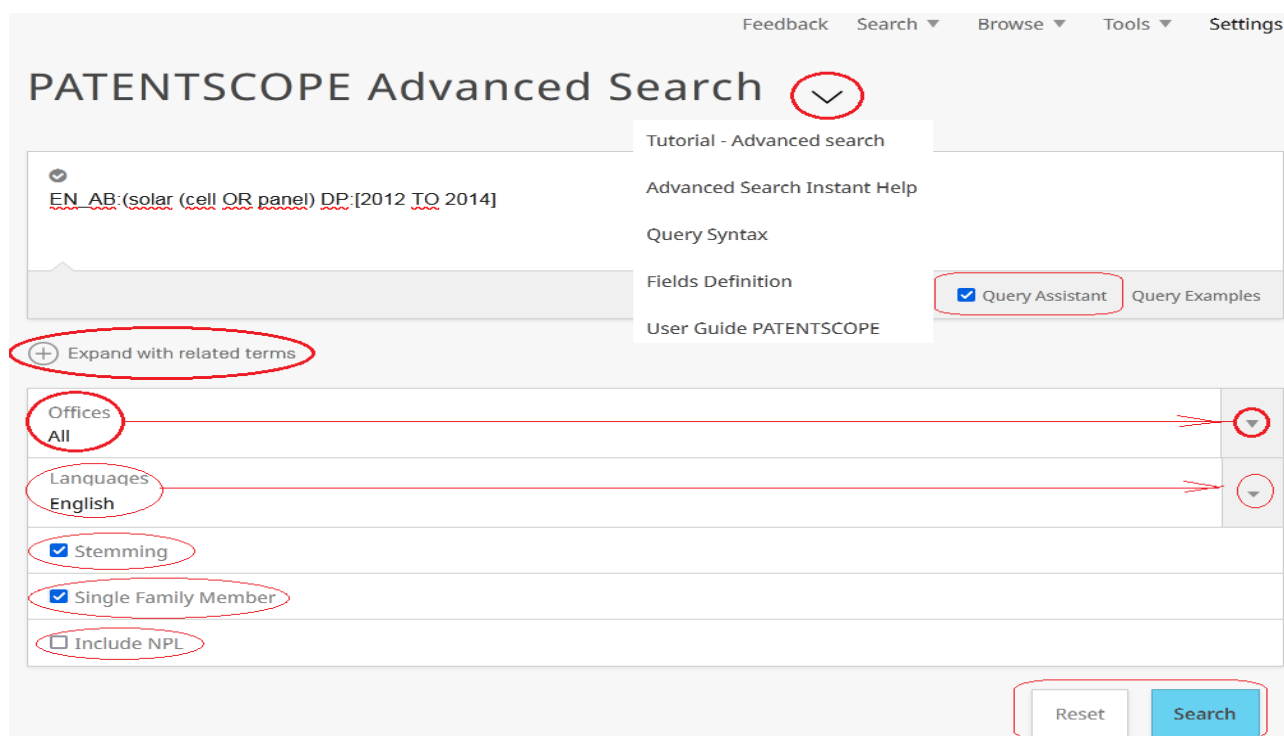 Feedback Search Browse Tools Settings
PATENTSCOPE Advanced Search
Tutorial - Advanced search
Advanced Search Instant Help
Query Syntax
Fields Definition
User Guide PATENTSCOPE
EN_AB:(solar (cell OR panel) DP:[2012 TO 2014]
Query Assistant Query Examples
Expand with related terms
Offices
All
Languages
English
Stemming
Single Family Member
Include NPL
Reset Search